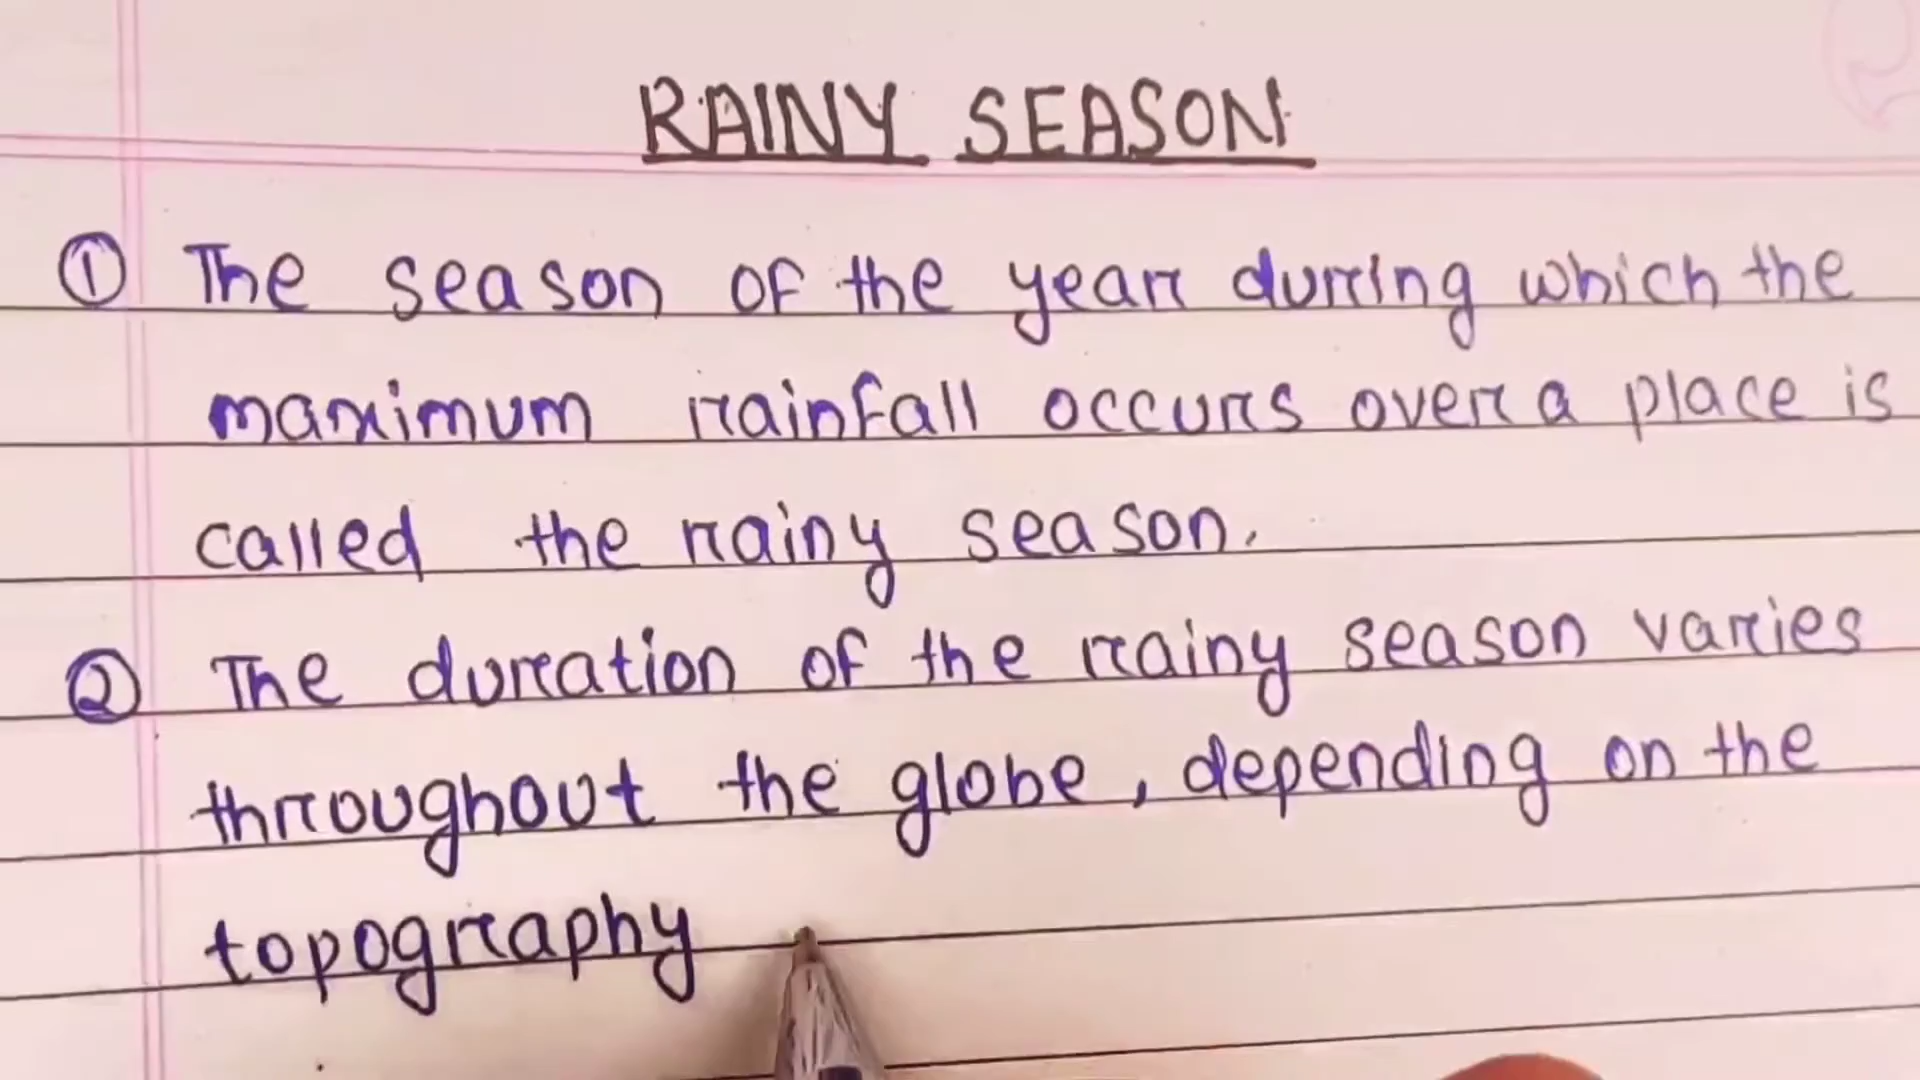 RAINY SEASON
① The season of the year during which the
maximum rainfall occurs over a place is
called the rainy season.
② The duration of the rainy season varies
throughout the globe, depending on the
topography